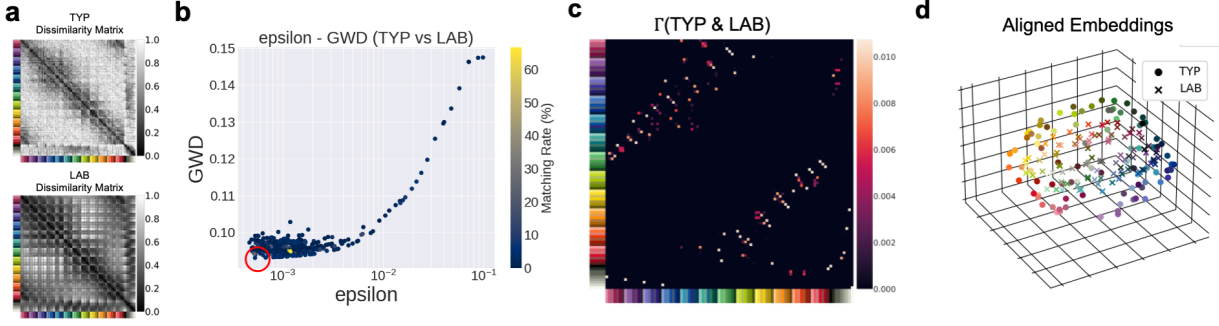 a
TYP
Dissimilarity Matrix
1.0
0.8
0.6
0.4
0.2
0.0
LAB
Dissimilarity Matrix
1.0
0.8
0.6
0.4
0.2
0.0
b
epsilon - GWD (TYP vs LAB)
GWD
0.15
0.14
0.13
0.12
0.11
0.10
10⁻³
10⁻²
10⁻¹
epsilon
60
50
40
30
20
10
0
Matching Rate (%)
c
Γ(TYP & LAB)
0.010
0.008
0.006
0.004
0.002
0.000
d
Aligned Embeddings
TYP
LAB